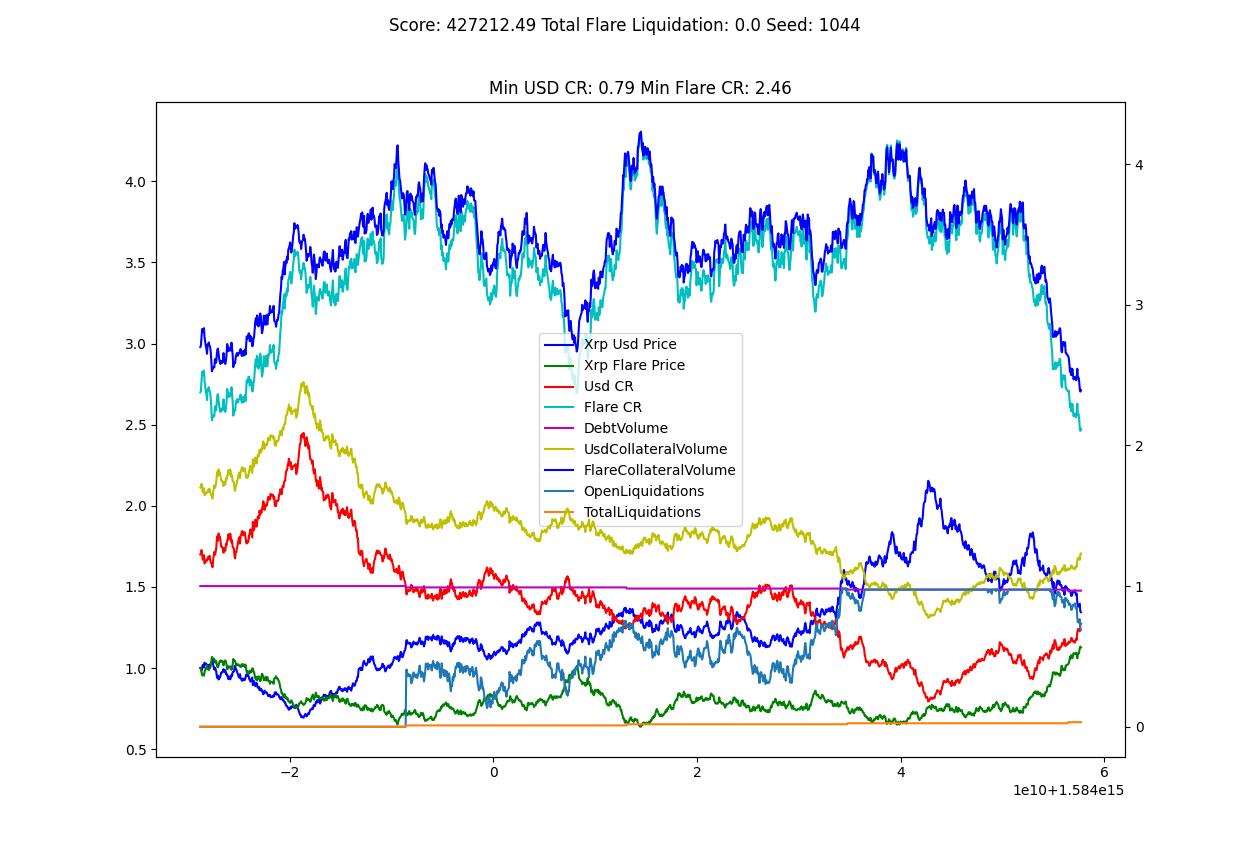 Score: 427212.49 Total Flare Liquidation: 0.0 Seed: 1044
Min USD CR: 0.79 Min Flare CR: 2.46
4.0
3.5
3.0
2.5
2.0
1.5
1.0
0.5
4
3
2
1
0
Xrp Usd Price
Xrp Flare Price
Usd CR
Flare CR
DebtVolume
UsdCollateralVolume
FlareCollateralVolume
OpenLiquidations
TotalLiquidations
−2
0
2
4
6
1e10+1.584e15